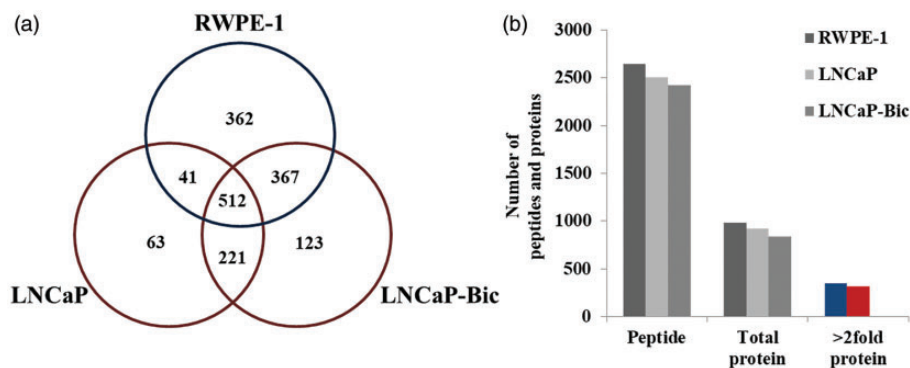 (a)
RWPE-1
362
41
367
512
63
221
123
LNCaP
LNCaP-Bic
(b)
Number of
peptides and proteins
3000
2500
2000
1500
1000
500
0
RWPE-1
LNCaP
LNCaP-Bic
Peptide
Total
protein
>2fold
protein